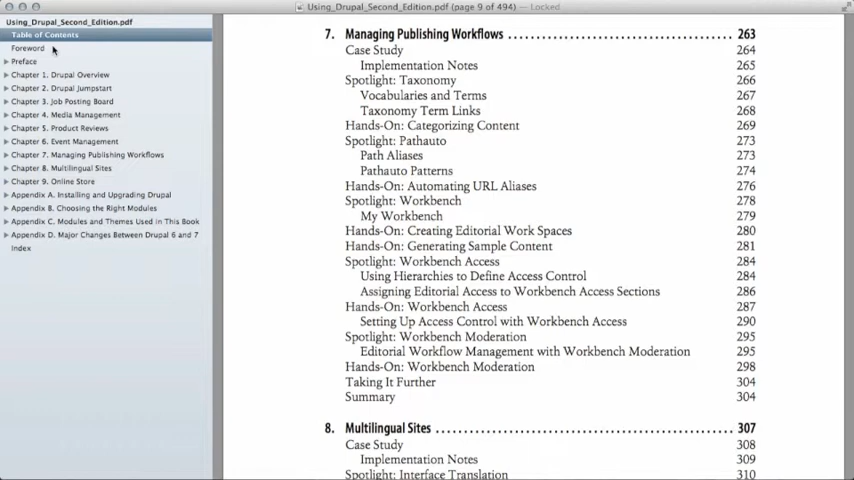 Using_Drupal_Second_Edition.pdf (page 9 of 494) — Locked
Using_Drupal_Second_Edition.pdf
Table of Contents
Foreword
Preface
Chapter 1. Drupal Overview
Chapter 2. Drupal Jumpstart
Chapter 3. Job Posting Board
Chapter 4. Media Management
Chapter 5. Product Reviews
Chapter 6. Event Management
Chapter 7. Managing Publishing Workflows
Chapter 8. Multilingual Sites
Chapter 9. Online Store
Appendix A. Installing and Upgrading Drupal
Appendix B. Choosing the Right Modules
Appendix C. Modules and Themes Used in This Book
Appendix D. Major Changes Between Drupal 6 and 7
Index
7. Managing Publishing Workflows . . . . . . . . . . . . . . . . . . . . . . . . . . . . . . . . . . . . 263
Case Study 264
Implementation Notes 265
Spotlight: Taxonomy 266
Vocabularies and Terms 267
Taxonomy Term Links 268
Hands-On: Categorizing Content 269
Spotlight: Pathauto 273
Path Aliases 273
Pathauto Patterns 274
Hands-On: Automating URL Aliases 276
Spotlight: Workbench 278
My Workbench 279
Hands-On: Creating Editorial Work Spaces 280
Hands-On: Generating Sample Content 281
Spotlight: Workbench Access 284
Using Hierarchies to Define Access Control 284
Assigning Editorial Access to Workbench Access Sections 286
Hands-On: Workbench Access 287
Setting Up Access Control with Workbench Access 290
Spotlight: Workbench Moderation 295
Editorial Workflow Management with Workbench Moderation 295
Hands-On: Workbench Moderation 298
Taking It Further 304
Summary 304
8. Multilingual Sites . . . . . . . . . . . . . . . . . . . . . . . . . . . . . . . . . . . . . . . . . . . . . . . . 307
Case Study 308
Implementation Notes 309
Spotlight: Interface Translation 310